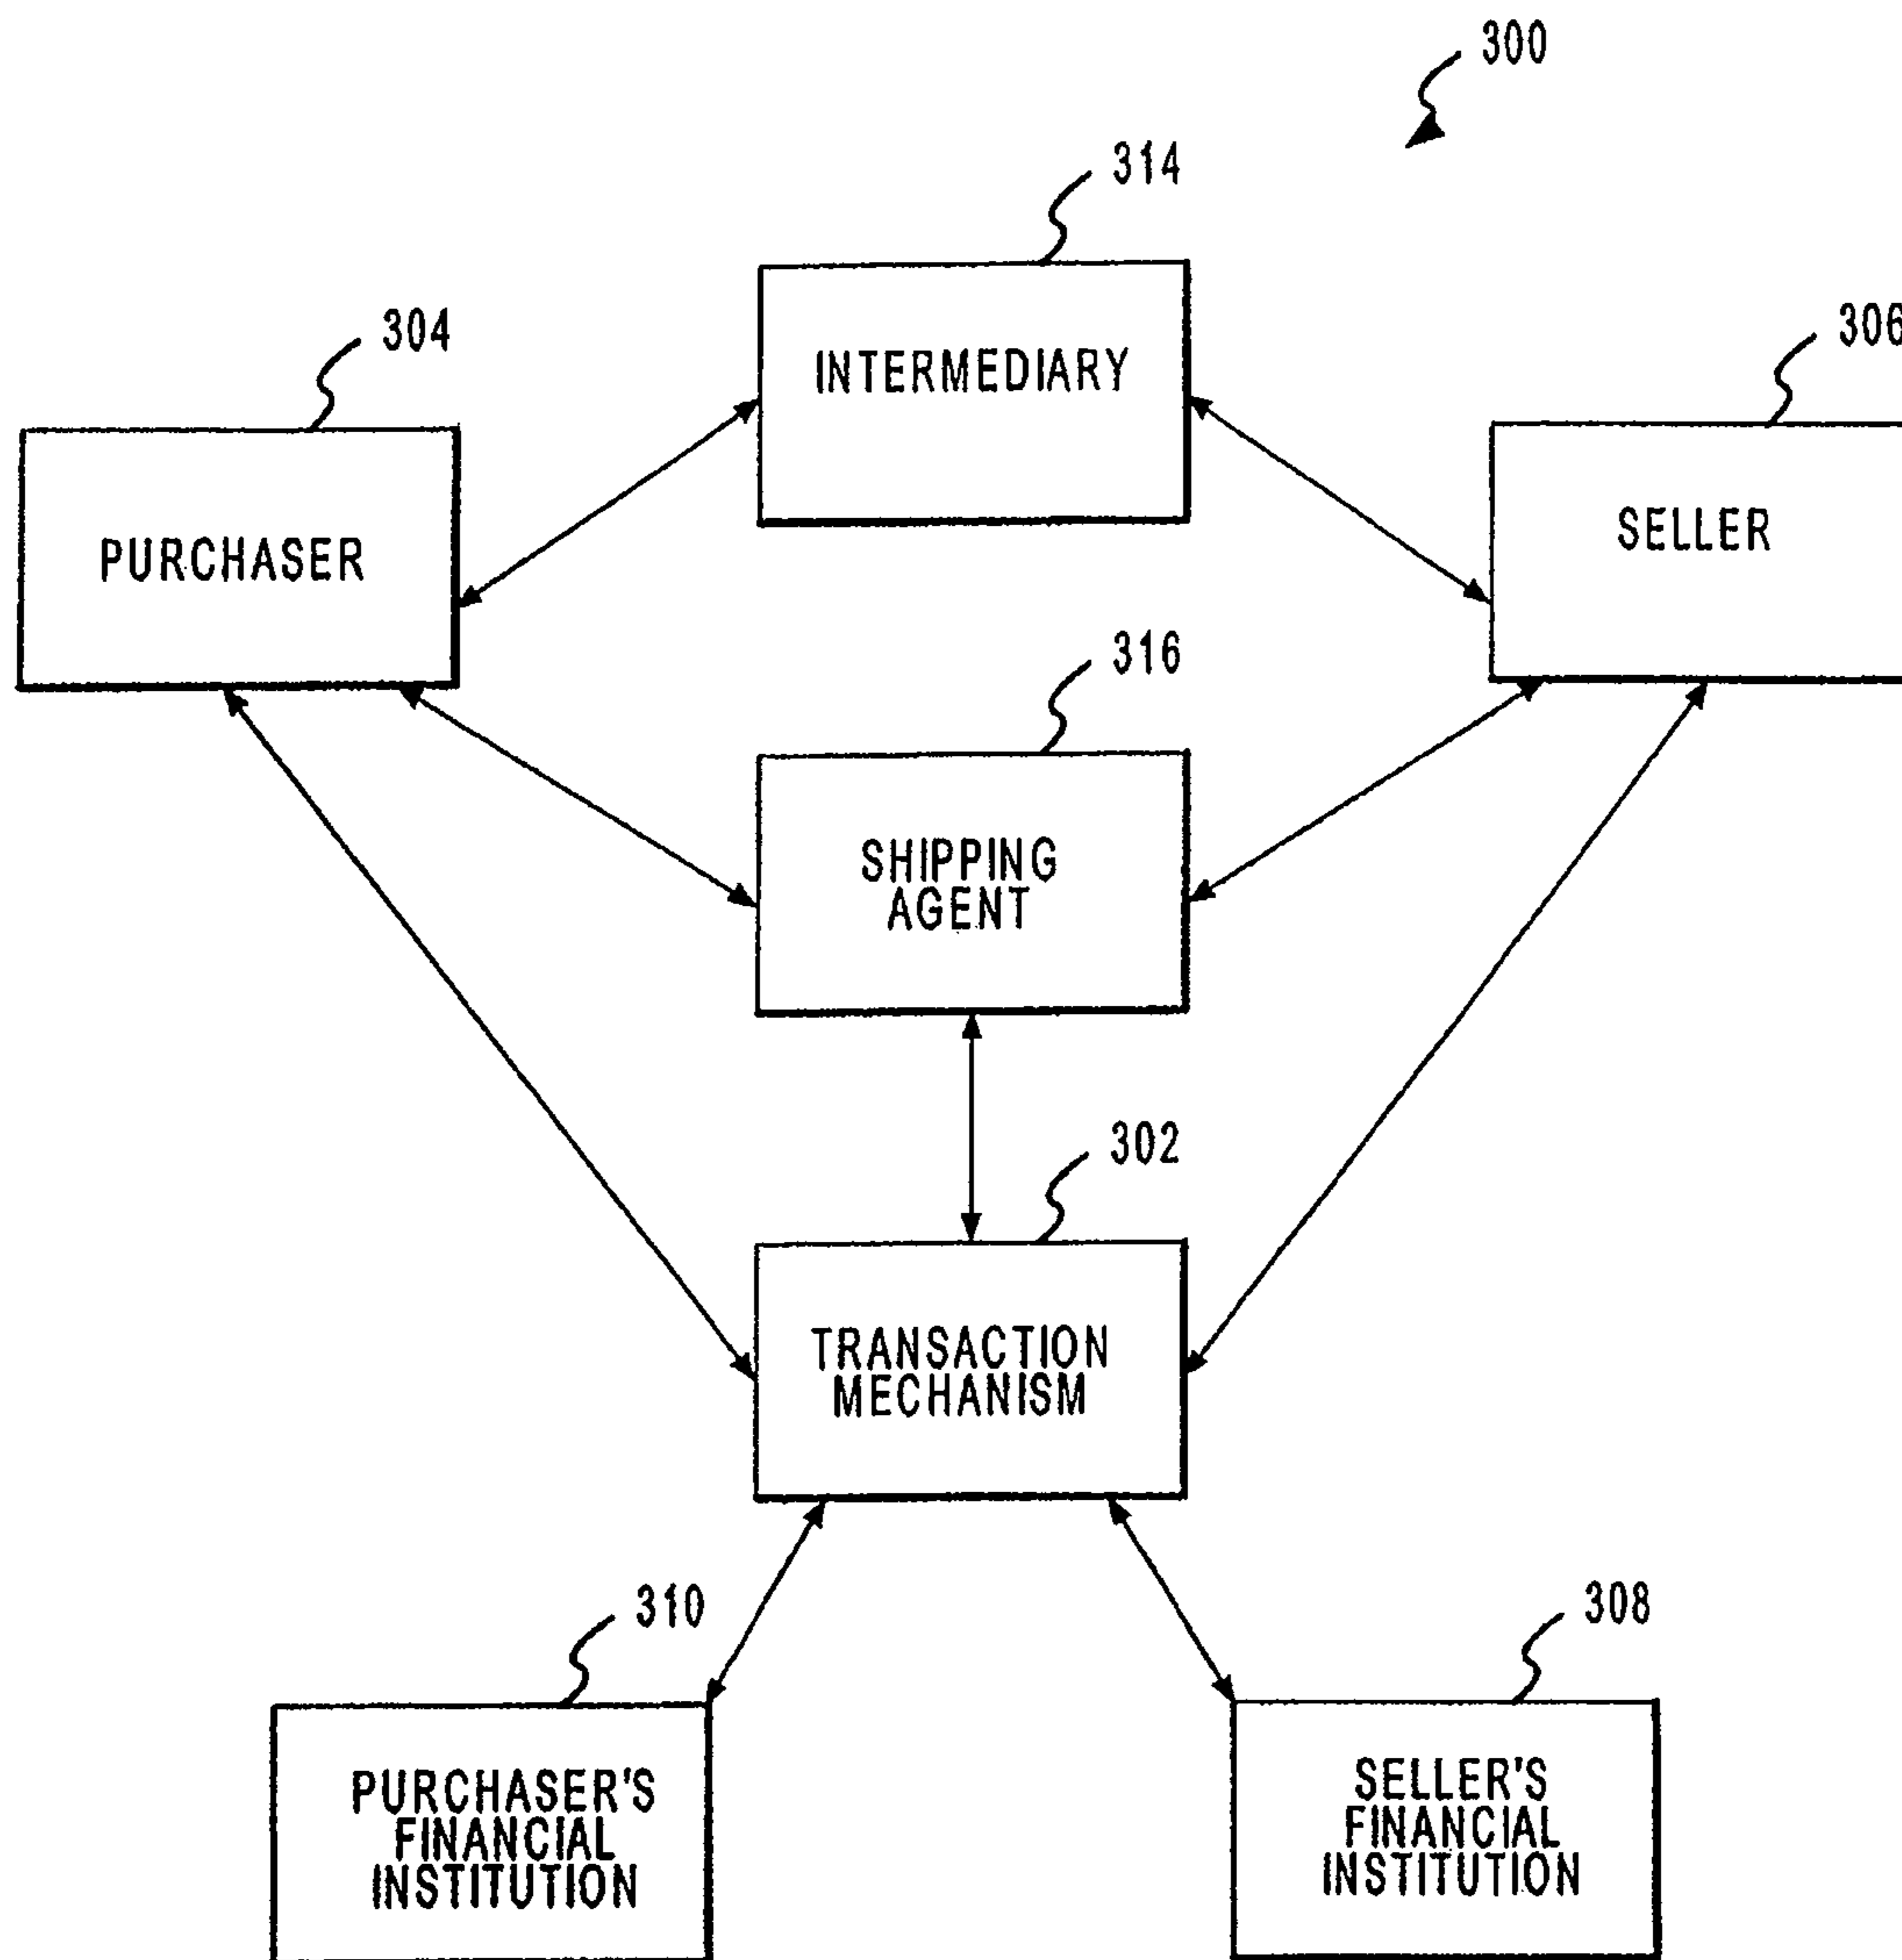 300
314
INTERMEDIARY
304
PURCHASER
306
SELLER
316
SHIPPING
AGENT
302
TRANSACTION
MECHANISM
310
PURCHASER'S
FINANCIAL
INSTITUTION
308
SELLER'S
FINANCIAL
INSTITUTION